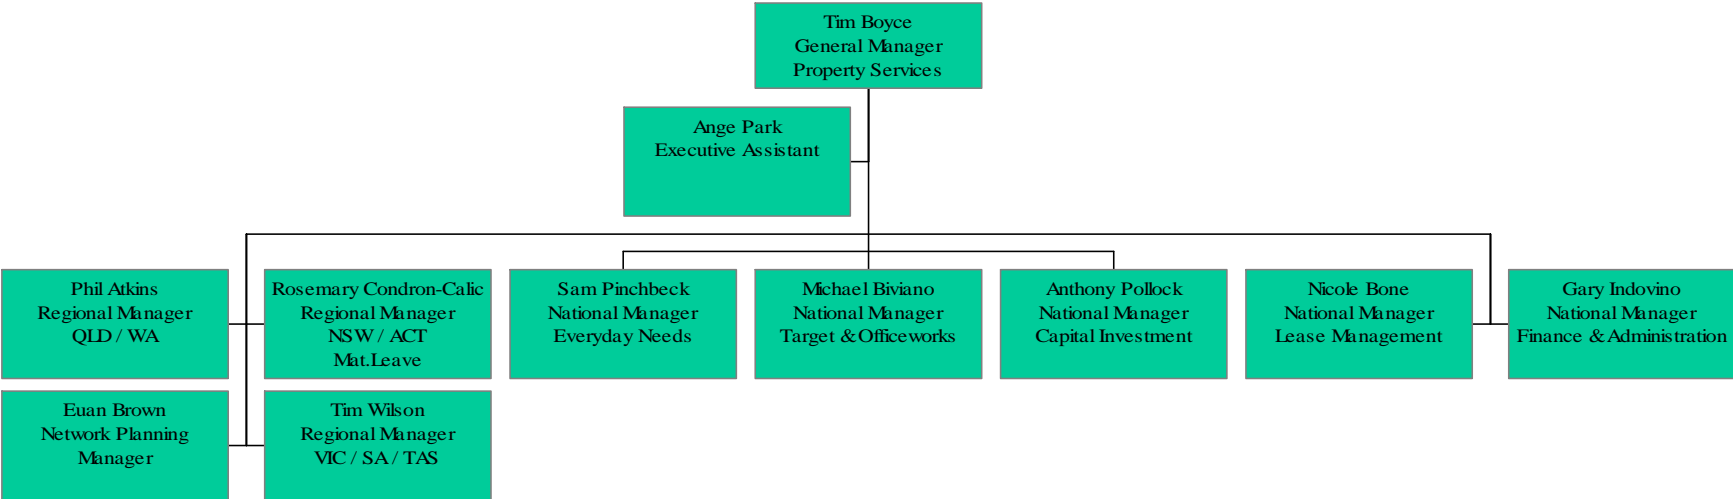 Tim Boyce
General Manager
Property Services
Ange Park
Executive Assistant
Phil Atkins
Regional Manager
QLD / WA
Rosemary Condron-Calic
Regional Manager
NSW / ACT
Mat.Leave
Sam Pinchbeck
National Manager
Everyday Needs
Michael Biviano
National Manager
Target & Officeworks
Anthony Pollock
National Manager
Capital Investment
Nicole Bone
National Manager
Lease Management
Gary Indovino
National Manager
Finance & Administration
Euan Brown
Network Planning
Manager
Tim Wilson
Regional Manager
VIC / SA / TAS